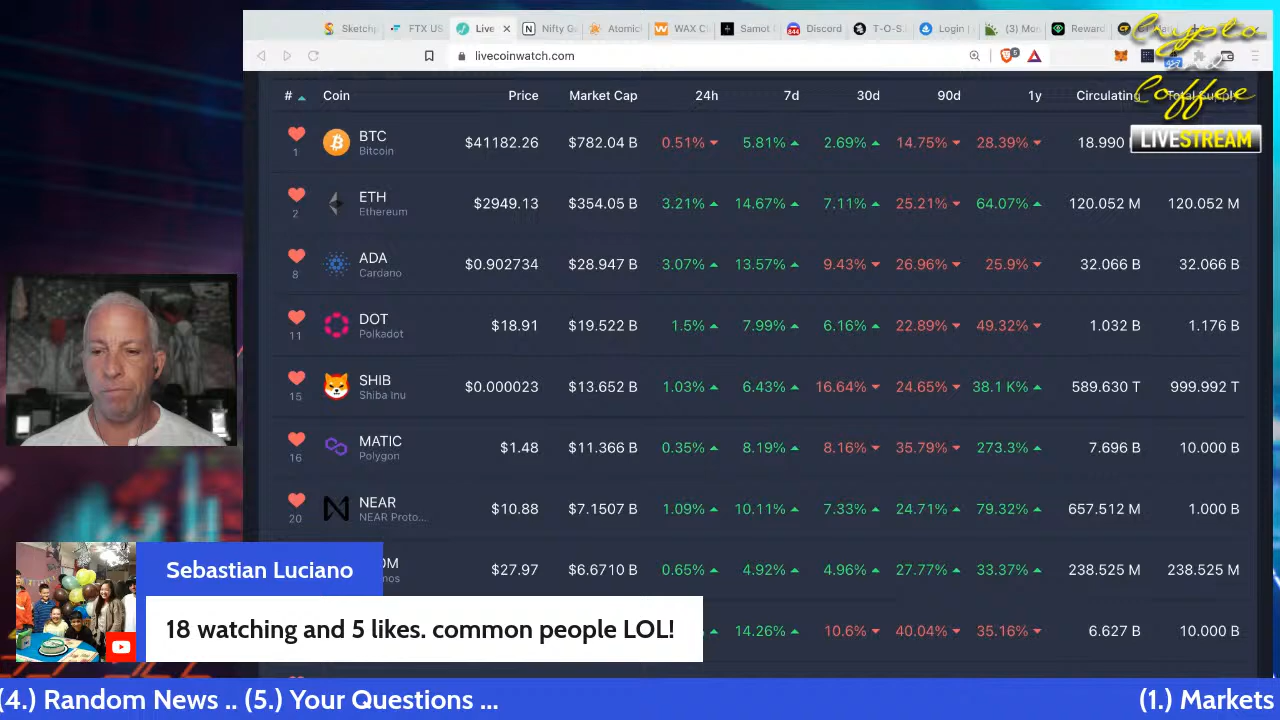 Sketch
FTX US
Live
Nifty G
Atomic
WAX C
Samot
Discord
T-O-S
Login
(3) Mo
Reward
livecoinwatch.com
Crypto
and
Coffee
LIVESTREAM
# Coin Price Market Cap 24h 7d 30d 90d 1y Circulating Total Supply
BTC
Bitcoin
1
$41182.26 $782.04 B 0.51% 5.81% 2.69% 14.75% 28.39% 18.990
ETH
Ethereum
2
$2949.13 $354.05 B 3.21% 14.67% 7.11% 25.21% 64.07% 120.052 M 120.052 M
ADA
Cardano
8
$0.902734 $28.947 B 3.07% 13.57% 9.43% 26.96% 25.9% 32.066 B 32.066 B
DOT
Polkadot
11
$18.91 $19.522 B 1.5% 7.99% 6.16% 22.89% 49.32% 1.032 B 1.176 B
SHIB
Shiba Inu
15
$0.000023 $13.652 B 1.03% 6.43% 16.64% 24.65% 38.1 K% 589.630 T 999.992 T
MATIC
Polygon
16
$1.48 $11.366 B 0.35% 8.19% 8.16% 35.79% 273.3% 7.696 B 10.000 B
NEAR
NEAR Proto...
20
$10.88 $7.1507 B 1.09% 10.11% 7.33% 24.71% 79.32% 657.512 M 1.000 B
OM
mos
$27.97 $6.6710 B 0.65% 4.92% 4.96% 27.77% 33.37% 238.525 M 238.525 M
14.26% 10.6% 40.04% 35.16% 6.627 B 10.000 B
Sebastian Luciano
18 watching and 5 likes. common people LOL!
(4.) Random News .. (5.) Your Questions ... (1.) Markets